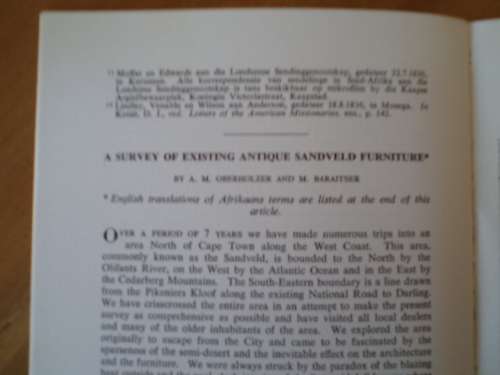 Moffat en Edwards aan die Londense Sendinggenootskap, gedateer
in Kuruman. Alle korrespondensie van sendelinge in Suid-Afrika aan die
Londense Sendinggenootskap is tans beskikbaar op mikrofilm by die Kaapse
Argiefbewaarplek, Koningin Victoriastraat, Kaapstad.
Lindley, Venable en Wilson aan Anderson, gedateer 18.8.1836, in Mosega. In
Kotzé, D. J., red. Letters of the American Missionaries. ens., p. 142.
A SURVEY OF EXISTING ANTIQUE SANDVELD FURNITURE*
BY A. M. OBERHOLZER AND M. BARAITSER
* English translations of Afrikaans terms are listed at the end of this
article.
OVER A PERIOD OF 7 YEARS we have made numerous trips into an
area North of Cape Town along the West Coast. This area,
commonly known as the Sandveld, is bounded to the North by the
Olifants River, on the West by the Atlantic Ocean and in the East by
the Cedarberg Mountains. The South-Eastern boundary is a line drawn
from the Pikeniers Kloof along the existing National Road to Darling.
We have crisscrossed the entire area in an attempt to make the present
survey as comprehensive as possible and have visited all local dealers
and many of the older inhabitants of the area. We explored the area
originally to escape from the City and came to be fascinated by the
sparseness of the semi-desert and the inevitable effect on the architecture
and the furniture. We were always struck by the paradox of the blazing
heat outside and the